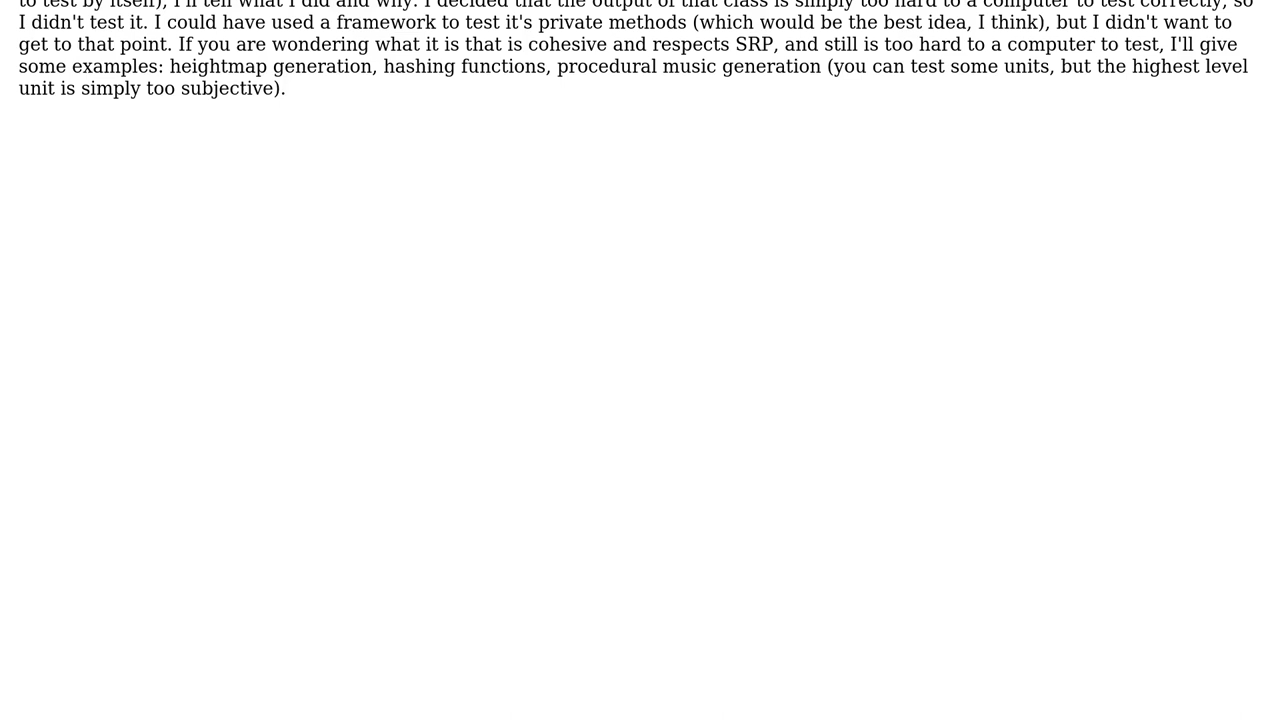 to test by itself), I'll tell what I did and why. I decided that the output of that class is simply too hard to a computer to test correctly, so
I didn't test it. I could have used a framework to test it's private methods (which would be the best idea, I think), but I didn't want to
get to that point. If you are wondering what it is that is cohesive and respects SRP, and still is too hard to a computer to test, I'll give
some examples: heightmap generation, hashing functions, procedural music generation (you can test some units, but the highest level
unit is simply too subjective).